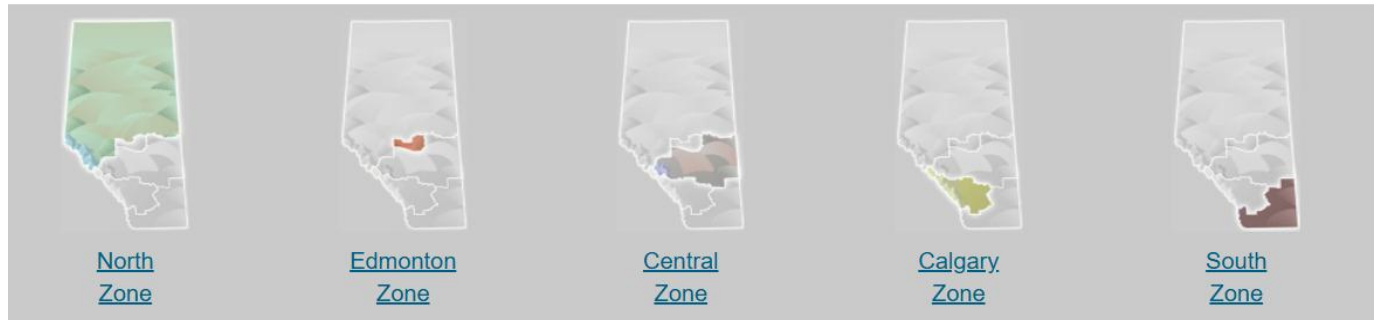 North
Zone
Edmonton
Zone
Central
Zone
Calgary
Zone
South
Zone